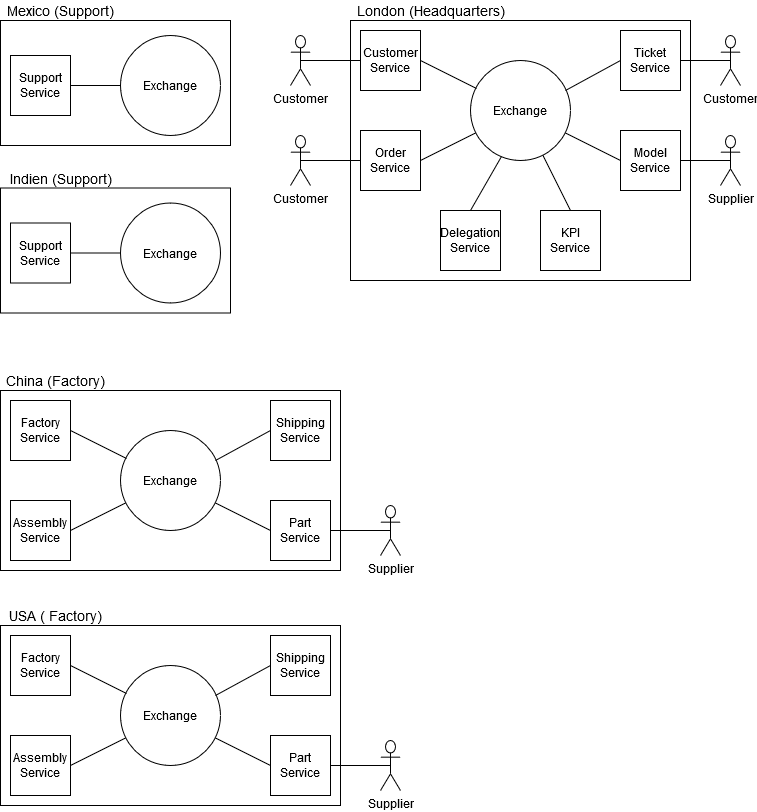 Mexico (Support)
Support
Service
Exchange
Indien (Support)
Support
Service
Exchange
London (Headquarters)
Customer
Service
Ticket
Service
Exchange
Customer
Customer
Order
Service
Model
Service
Customer
Supplier
Delegation
Service
KPI
Service
China (Factory)
Factory
Service
Shipping
Service
Exchange
Assembly
Service
Part
Service
Supplier
USA ( Factory)
Factory
Service
Shipping
Service
Exchange
Assembly
Service
Part
Service
Supplier